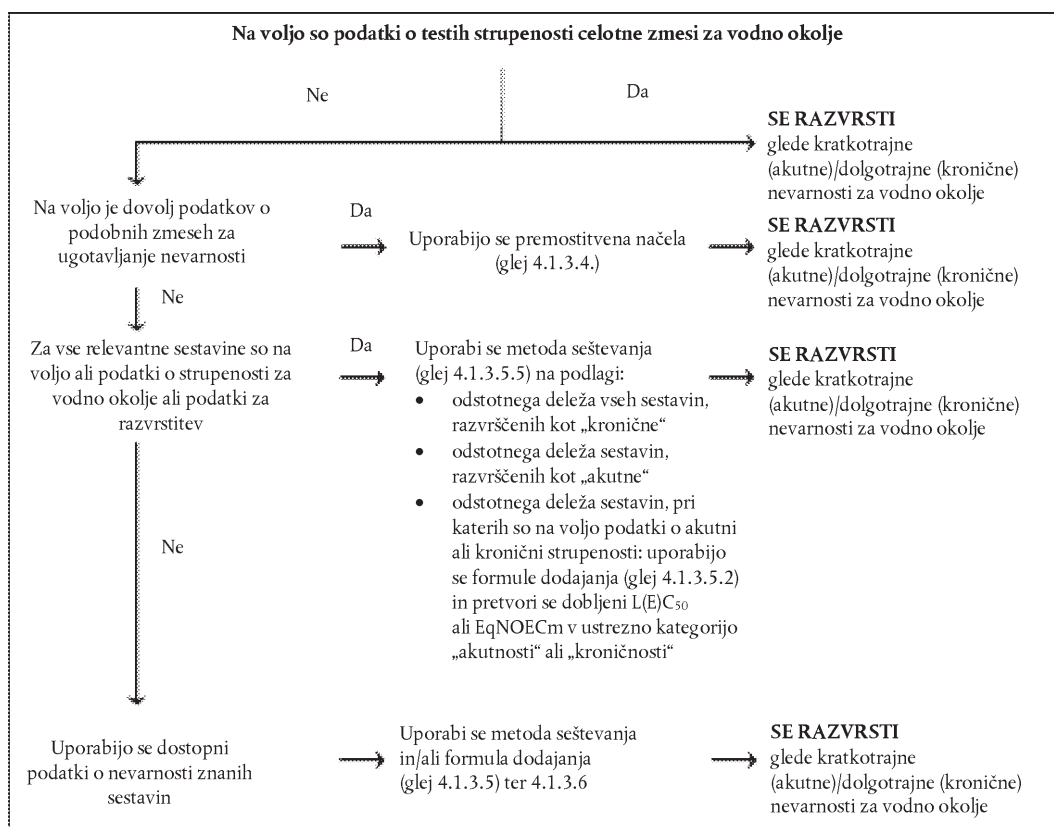 Na voljo so podatki o testih strupenosti celotne zmesi za vodno okolje
Ne
Da
SE RAZVRSTI
glede kratkotrajne
(akutne)/dolgotrajne (kronične)
nevarnosti za vodno okolje
Na voljo je dovolj podatkov o
podobnih zmeseh za
ugotavljanje nevarnosti
Da
Uporabijo se premostitvena načela
(glej 4.1.3.4.)
SE RAZVRSTI
glede kratkotrajne
(akutne)/dolgotrajne (kronične)
nevarnosti za vodno okolje
Ne
Za vse relevantne sestavine so na
voljo ali podatki o strupenosti za
vodno okolje ali podatki za
razvrstitev
Da
Uporabi se metoda seštevanja
(glej 4.1.3.5.5) na podlagi:
• odstotnega deleža vseh sestavin,
razvrščenih kot „kronične“
• odstotnega deleža sestavin,
razvrščenih kot „akutne“
• odstotnega deleža sestavin, pri
katerih so na voljo podatki o akutni
ali kronični strupenosti: uporabijo
se formule dodajanja (glej 4.1.3.5.2)
in pretvori se dobljeni L(E)C₅₀
ali EqNOECm v ustrezno kategorijo
„akutnosti“ ali „kroničnosti“
SE RAZVRSTI
glede kratkotrajne
(akutne)/dolgotrajne (kronične)
nevarnosti za vodno okolje
Ne
Uporabijo se dostopni
podatki o nevarnosti znanih
sestavin
Uporabi se metoda seštevanja
in/ali formula dodajanja
(glej 4.1.3.5) ter 4.1.3.6
SE RAZVRSTI
glede kratkotrajne
(akutne)/dolgotrajne (kronične)
nevarnosti za vodno okolje